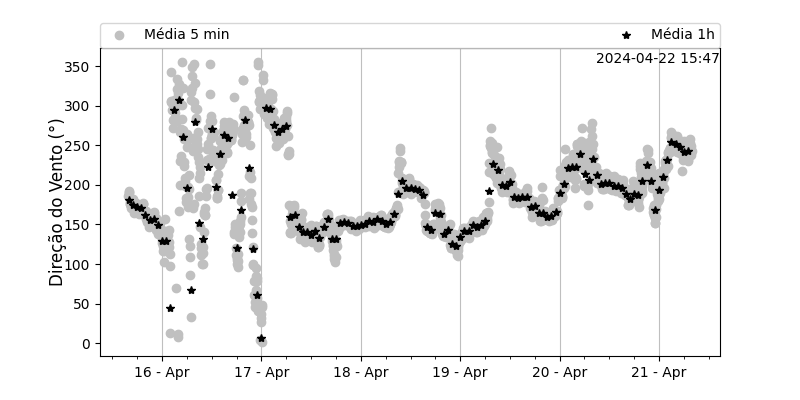 Média 5 min
Média 1h
2024-04-22 15:47
Direção do Vento (°)
350
300
250
200
150
100
50
0
16 - Apr
17 - Apr
18 - Apr
19 - Apr
20 - Apr
21 - Apr